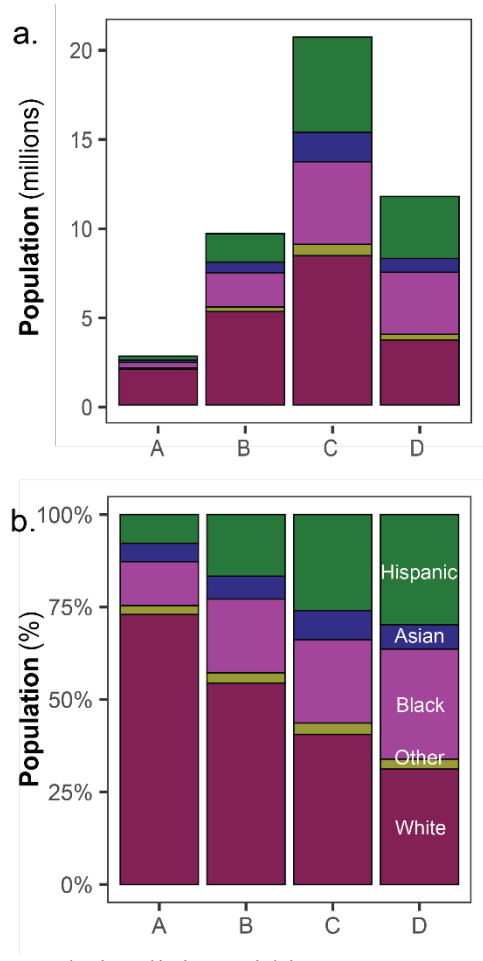 a.
Population (millions)
20
15
10
5
0
A B C D
b.
Population (%)
100%
75%
50%
25%
0%
Hispanic
Asian
Black
Other
White
A B C D